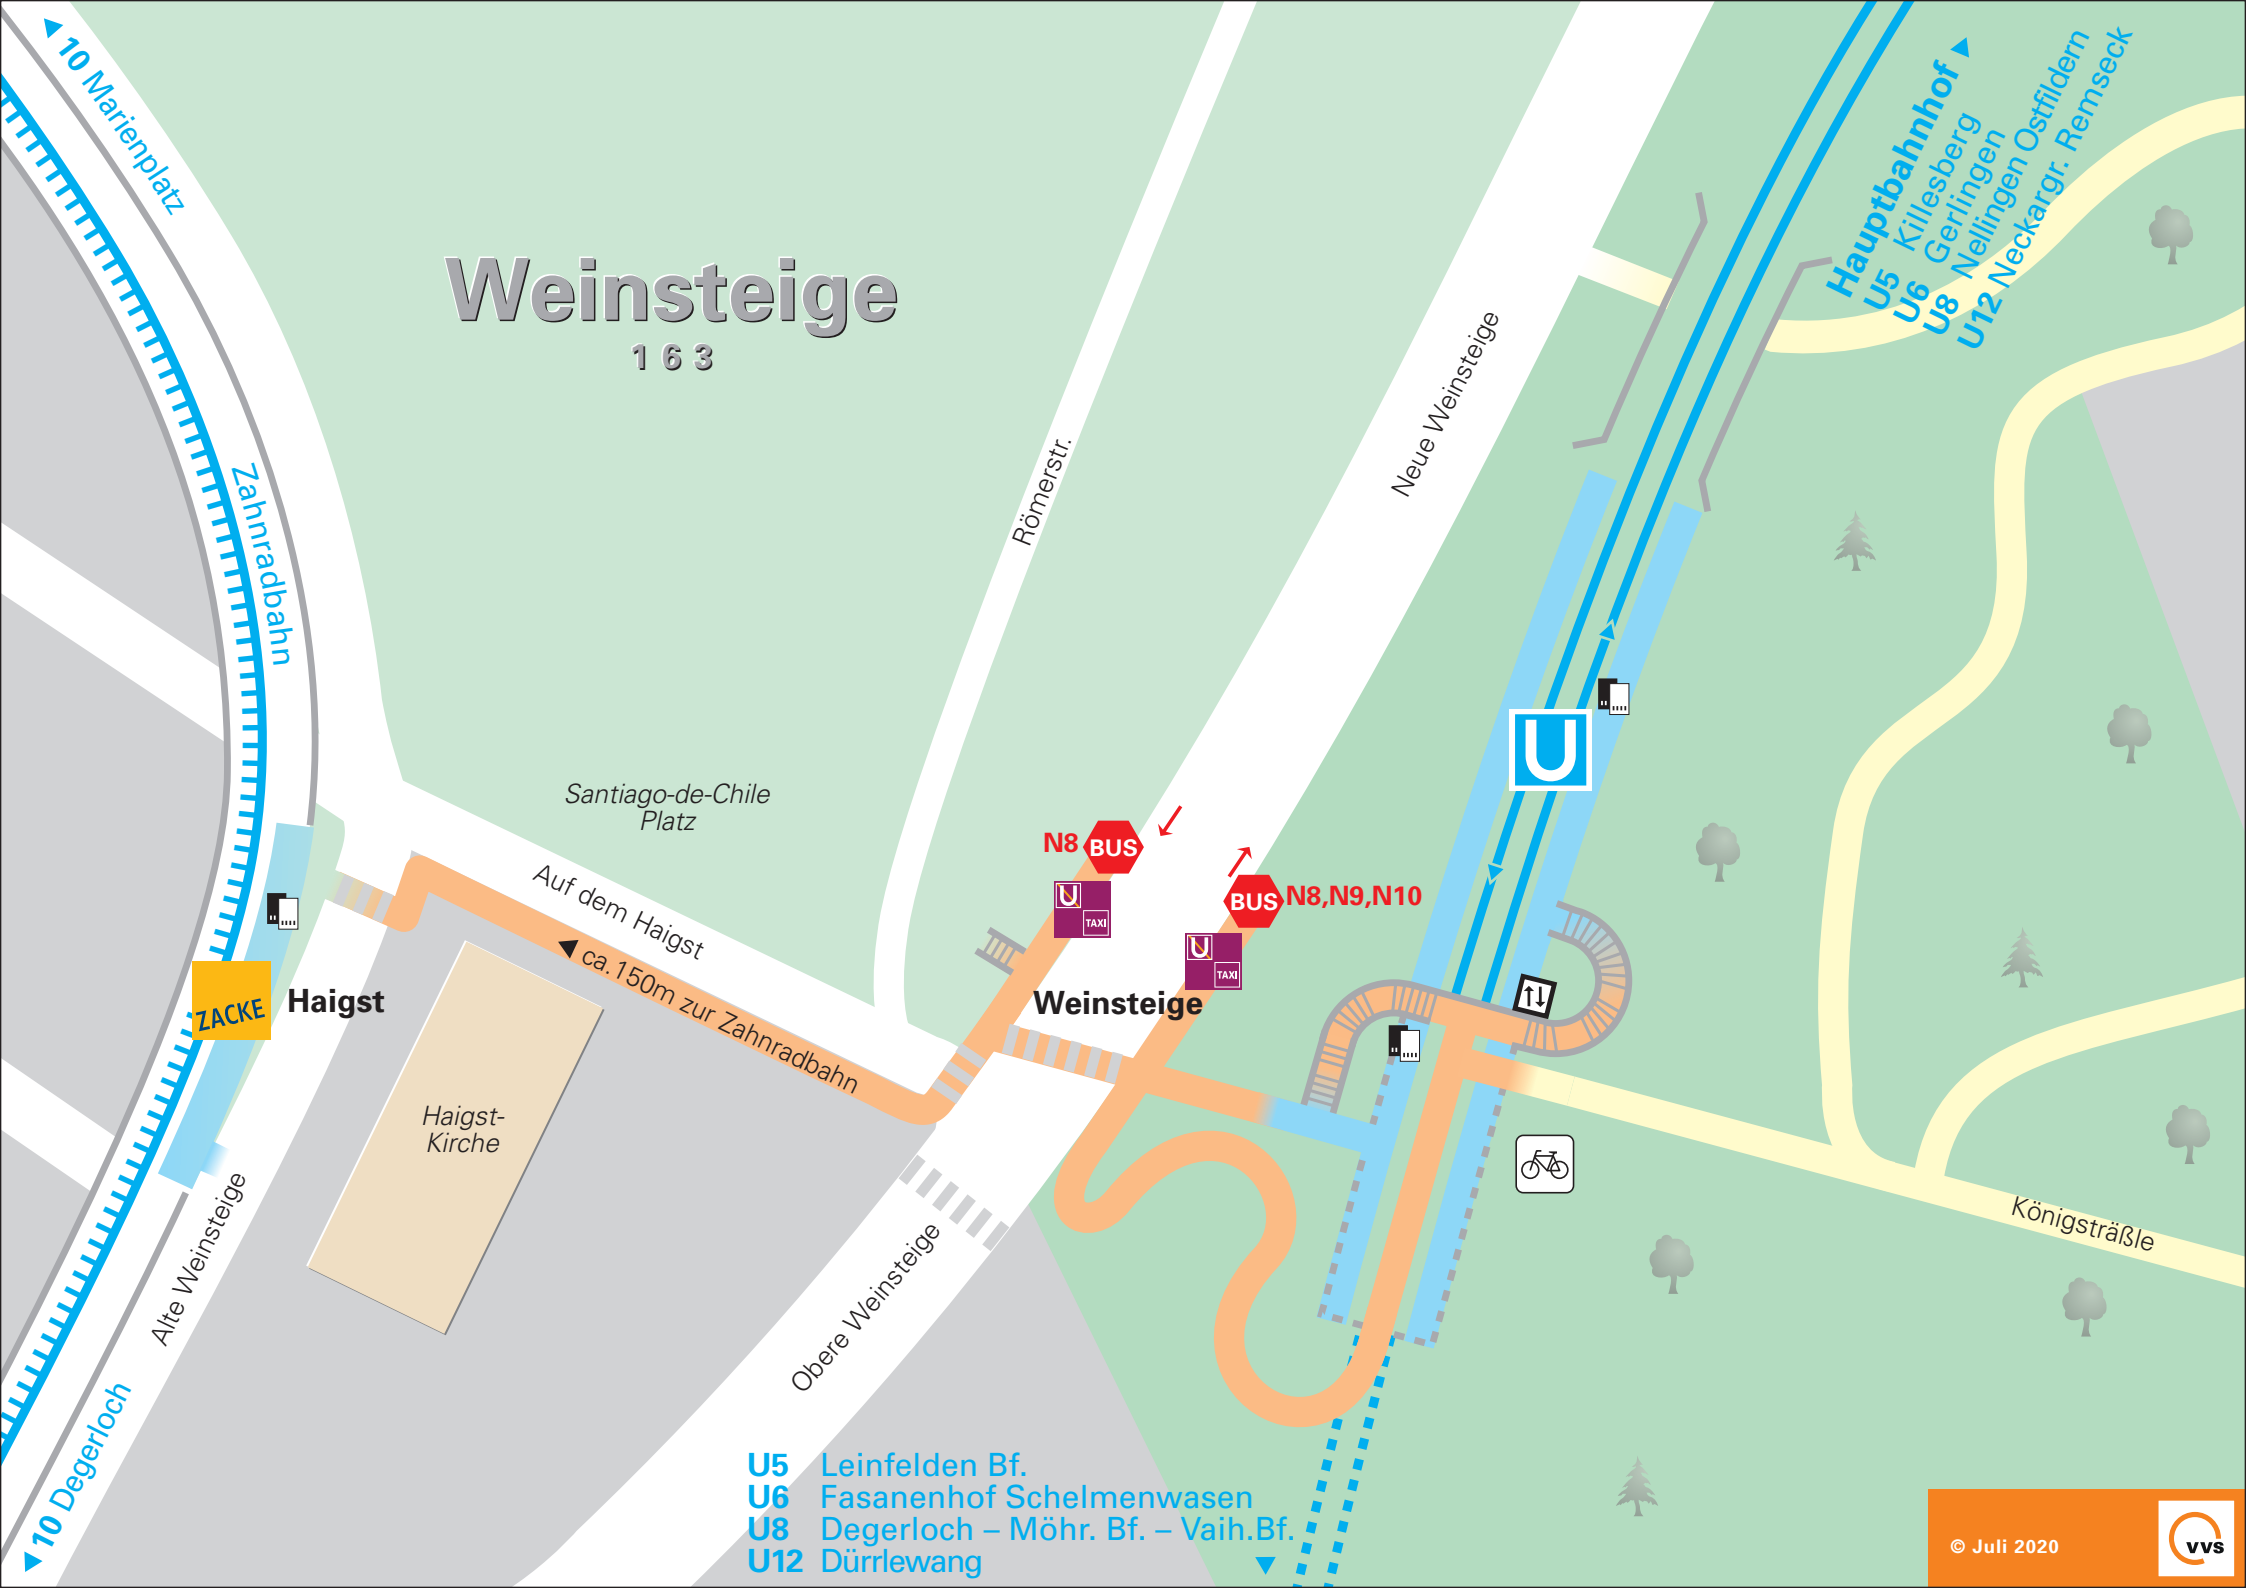 10 Marienplatz
Hauptbahnhof
U5 Killesberg
U6 Gerlingen
U8 Nellingen Ostfildern
U12 Neckargr. Remseck
Weinsteige
163
Zahnradbahn
Römerstr.
Neue Weinsteige
U
Santiago-de-Chile
Platz
N8 BUS
U
TAXI
BUS N8,N9,N10
U
TAXI
Auf dem Haigst
ca. 150m zur Zahnradbahn
ZACKE
Haigst
Weinsteige
Haigst-
Kirche
Alte Weinsteige
Obere Weinsteige
Königsträßle
10 Degerloch
U5 Leinfelden Bf.
U6 Fasanenhof Schelmenwasen
U8 Degerloch – Möhr. Bf. – Vaih.Bf.
U12 Dürrlewang
© Juli 2020
vvs